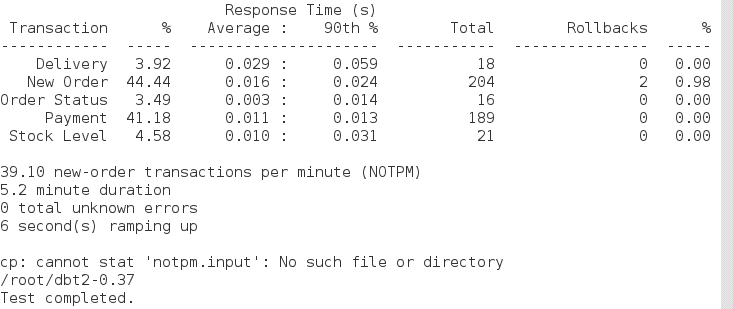 Response Time (s)
Transaction % Average : 90th % Total Rollbacks %
------------ ----- --------------------- ----------- --------------- -----
Delivery 3.92 0.029 : 0.059 18 0 0.00
New Order 44.44 0.016 : 0.024 204 2 0.98
Order Status 3.49 0.003 : 0.014 16 0 0.00
Payment 41.18 0.011 : 0.013 189 0 0.00
Stock Level 4.58 0.010 : 0.031 21 0 0.00
39.10 new-order transactions per minute (NOTPM)
5.2 minute duration
0 total unknown errors
6 second(s) ramping up
cp: cannot stat 'notpm.input': No such file or directory
/root/dbt2-0.37
Test completed.